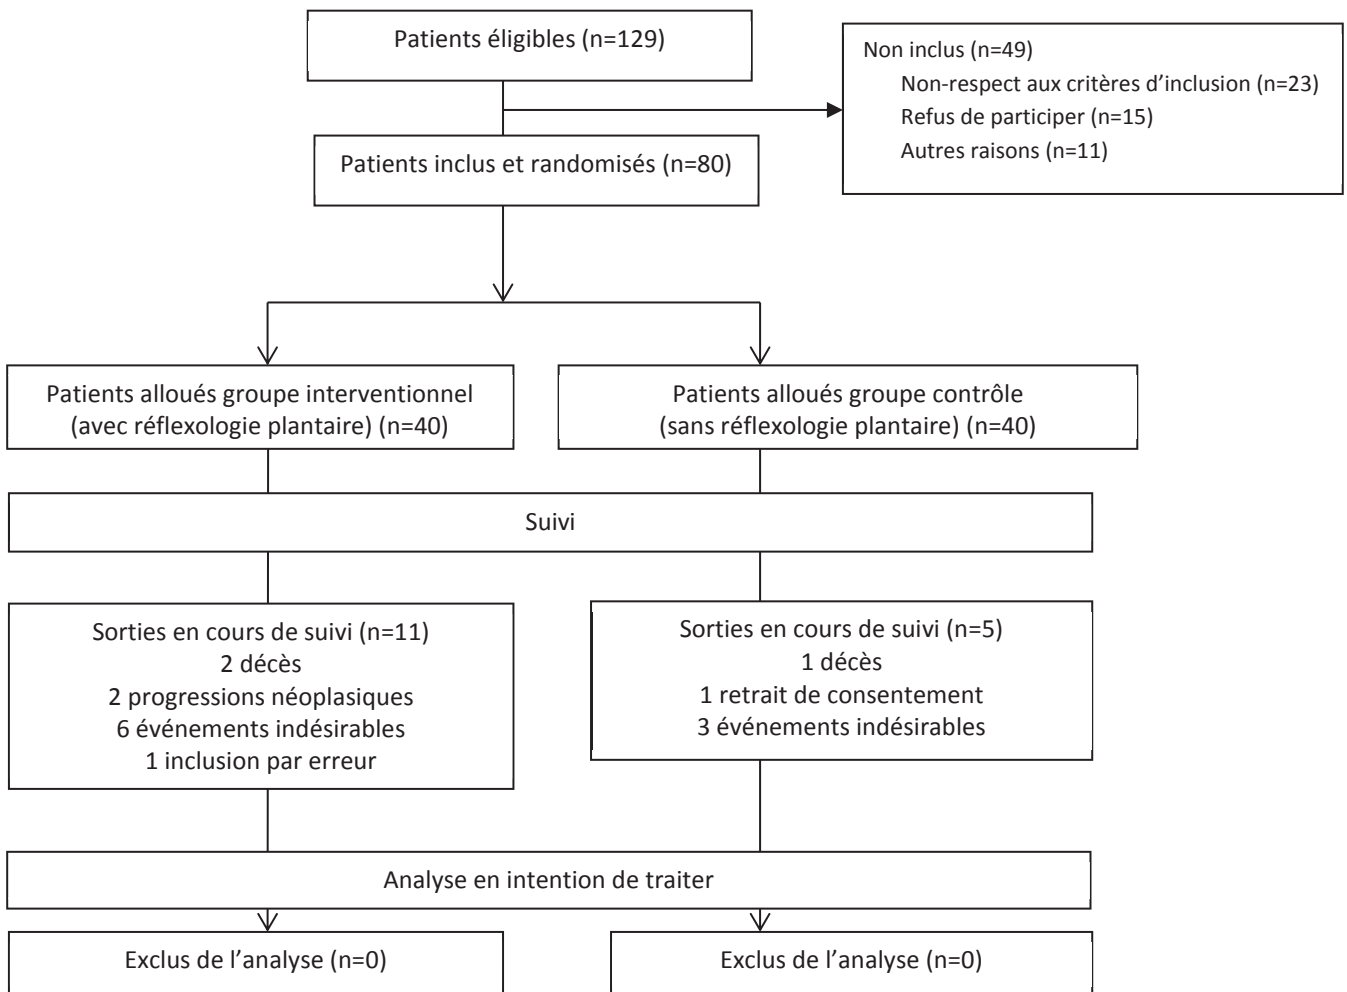 Patients éligibles (n=129)
Non inclus (n=49)
Non-respect aux critères d’inclusion (n=23)
Refus de participer (n=15)
Autres raisons (n=11)
Patients inclus et randomisés (n=80)
Patients alloués groupe interventionnel
(avec réflexologie plantaire) (n=40)
Patients alloués groupe contrôle
(sans réflexologie plantaire) (n=40)
Suivi
Sorties en cours de suivi (n=11)
2 décès
2 progressions néoplasiques
6 événements indésirables
1 inclusion par erreur
Sorties en cours de suivi (n=5)
1 décès
1 retrait de consentement
3 événements indésirables
Analyse en intention de traiter
Exclus de l’analyse (n=0)
Exclus de l’analyse (n=0)